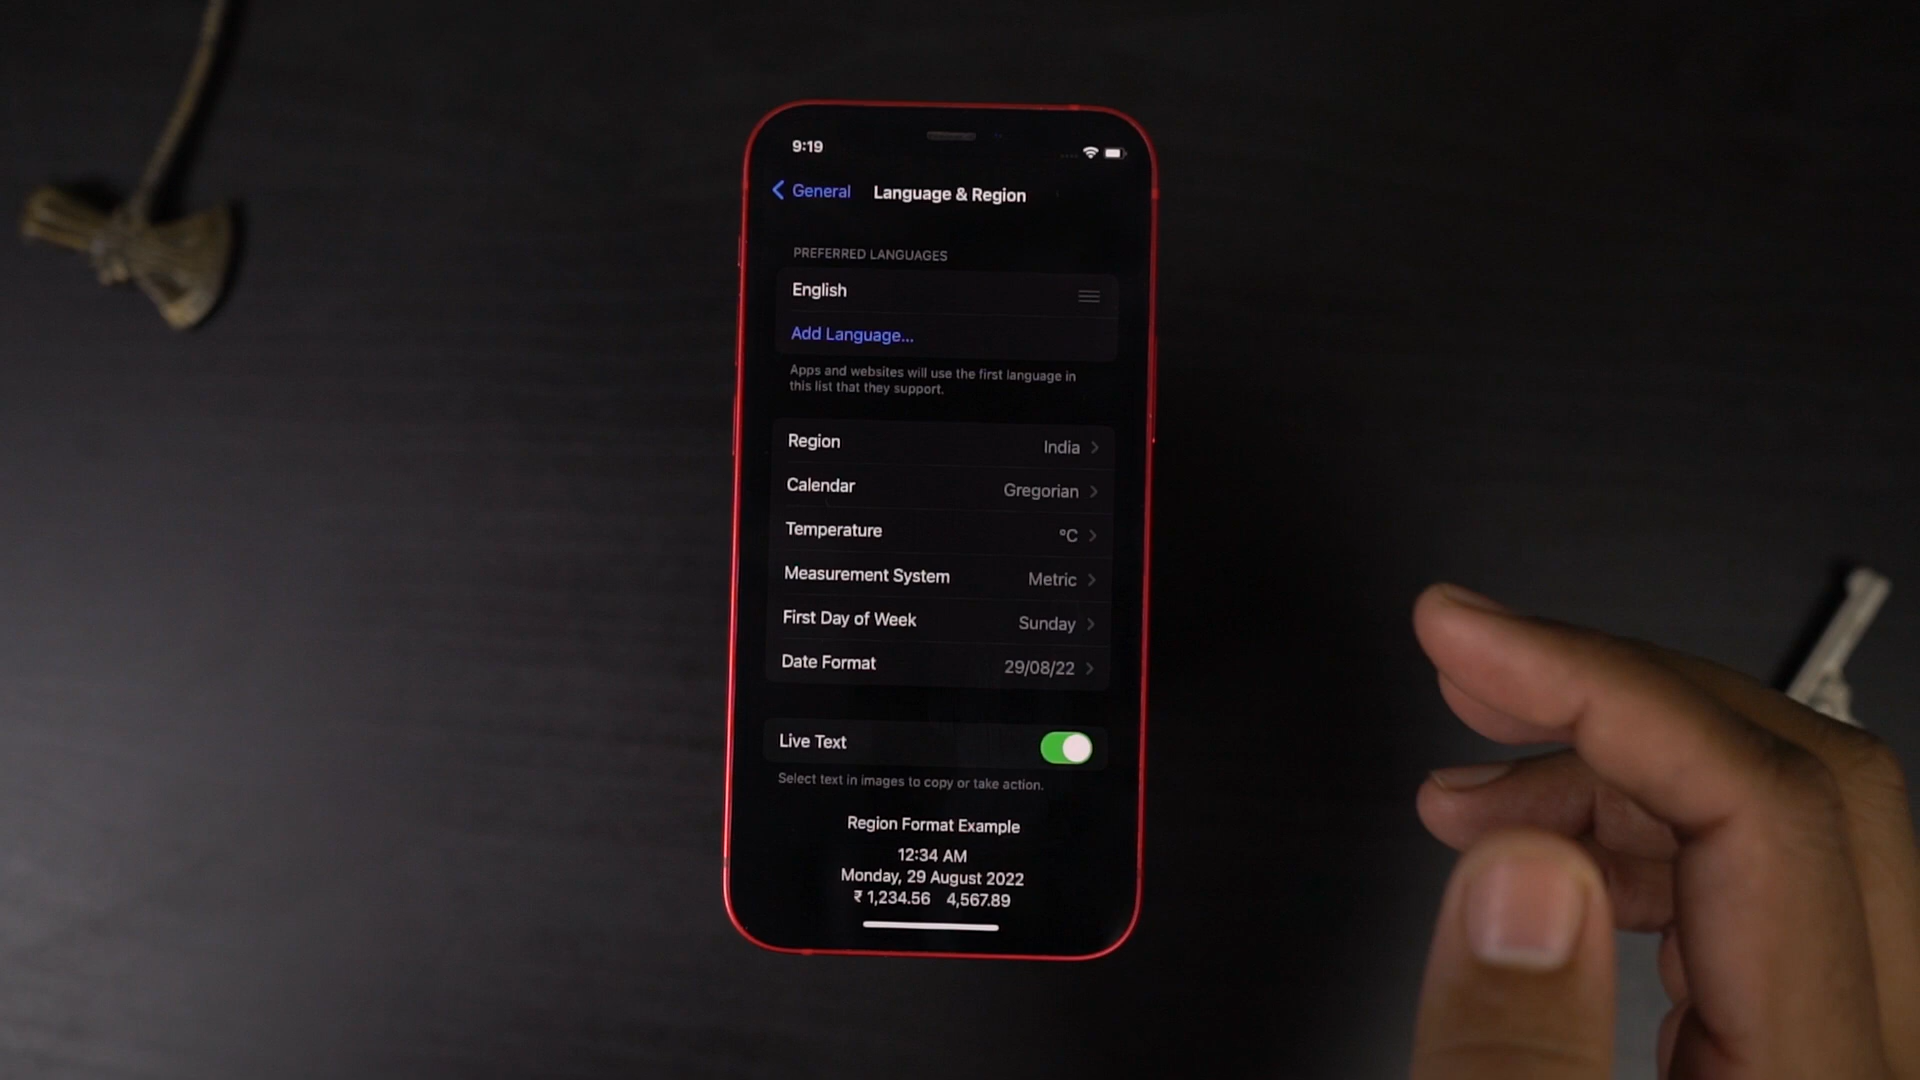 9:19
General
Language & Region
PREFERRED LANGUAGES
English
Add Language...
Apps and websites will use the first language in
this list that they support.
Region India
Calendar Gregorian
Temperature °C
Measurement System Metric
First Day of Week Sunday
Date Format 29/08/22
Live Text
Select text in images to copy or take action.
Region Format Example
12:34 AM
Monday, 29 August 2022
₹ 1,234.56 4,567.89